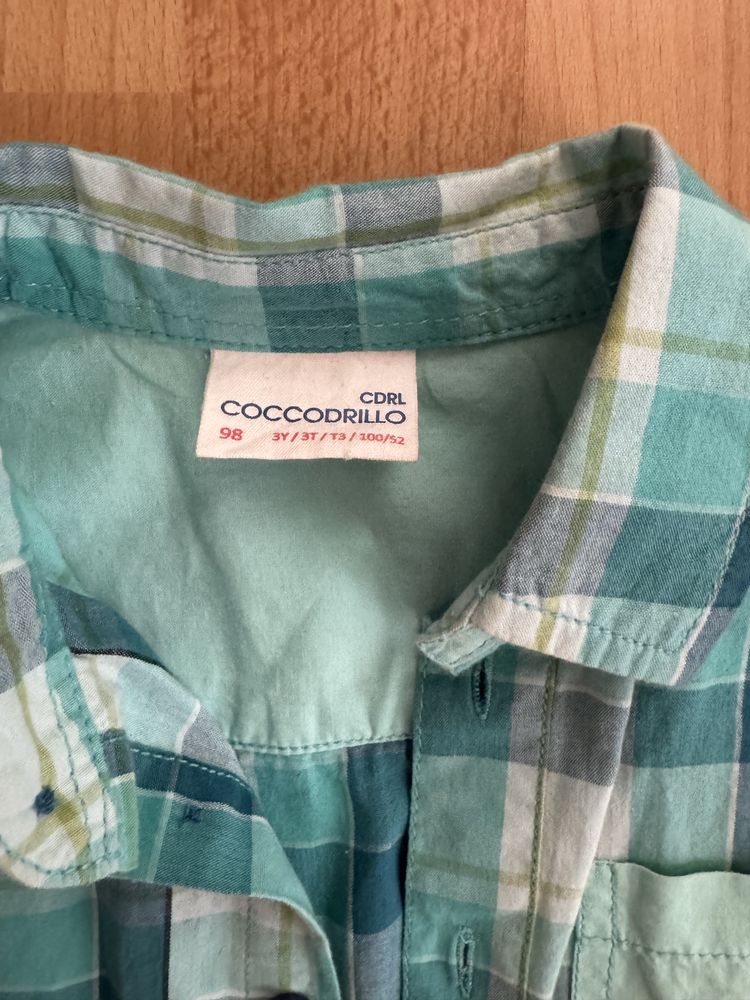 CDRL
COCCODRILLO
98 3Y / 3T / T3 / 100/52